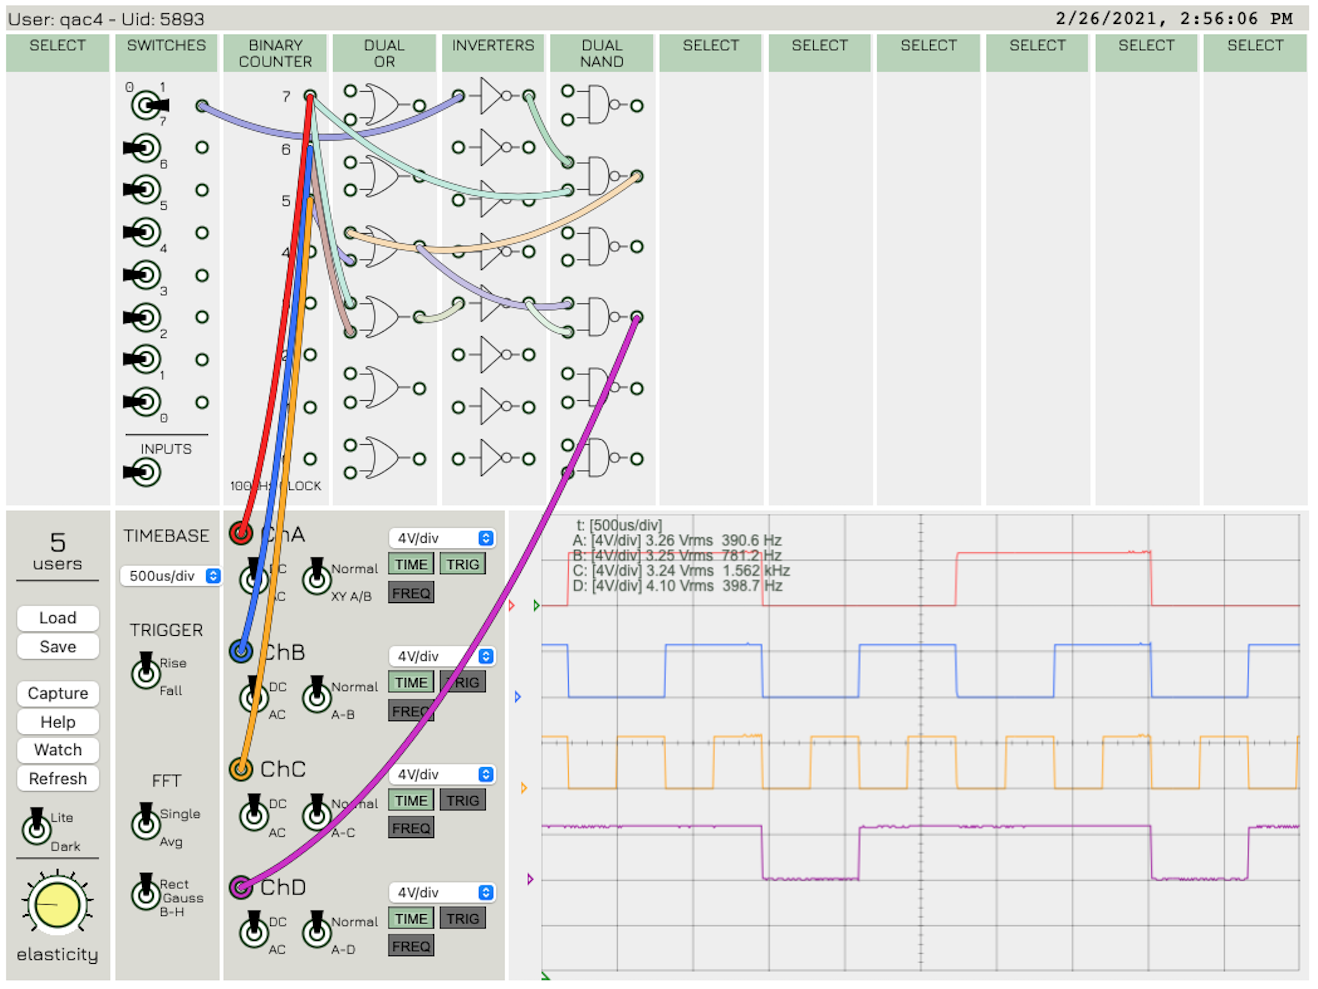 User: qac4 - Uid: 5893
2/26/2021, 2:56:06 PM
SELECT
SWITCHES
BINARY
COUNTER
DUAL
OR
INVERTERS
DUAL
NAND
SELECT
SELECT
SELECT
SELECT
SELECT
SELECT
0 1
7
6
5
4
3
2
1
0
INPUTS
7
6
5
4
2
5
users
Load
Save
Capture
Help
Watch
Refresh
Lite
Dark
elasticity
TIMEBASE
500us/div
TRIGGER
Rise
Fall
FFT
Single
Avg
Rect
Gauss
B-H
ChA
4V/div
TIME TRIG
FREQ
Normal
XY A/B
ChB
4V/div
TIME TRIG
FREQ
DC
AC
Normal
A-B
ChC
4V/div
TIME TRIG
FREQ
DC
AC
Normal
A-C
ChD
4V/div
TIME TRIG
FREQ
DC
AC
Normal
A-D
t: [500us/div]
A: [4V/div] 3.26 Vrms 390.6 Hz
B: [4V/div] 3.25 Vrms 781.2 Hz
C: [4V/div] 3.24 Vrms 1.562 kHz
D: [4V/div] 4.10 Vrms 398.7 Hz